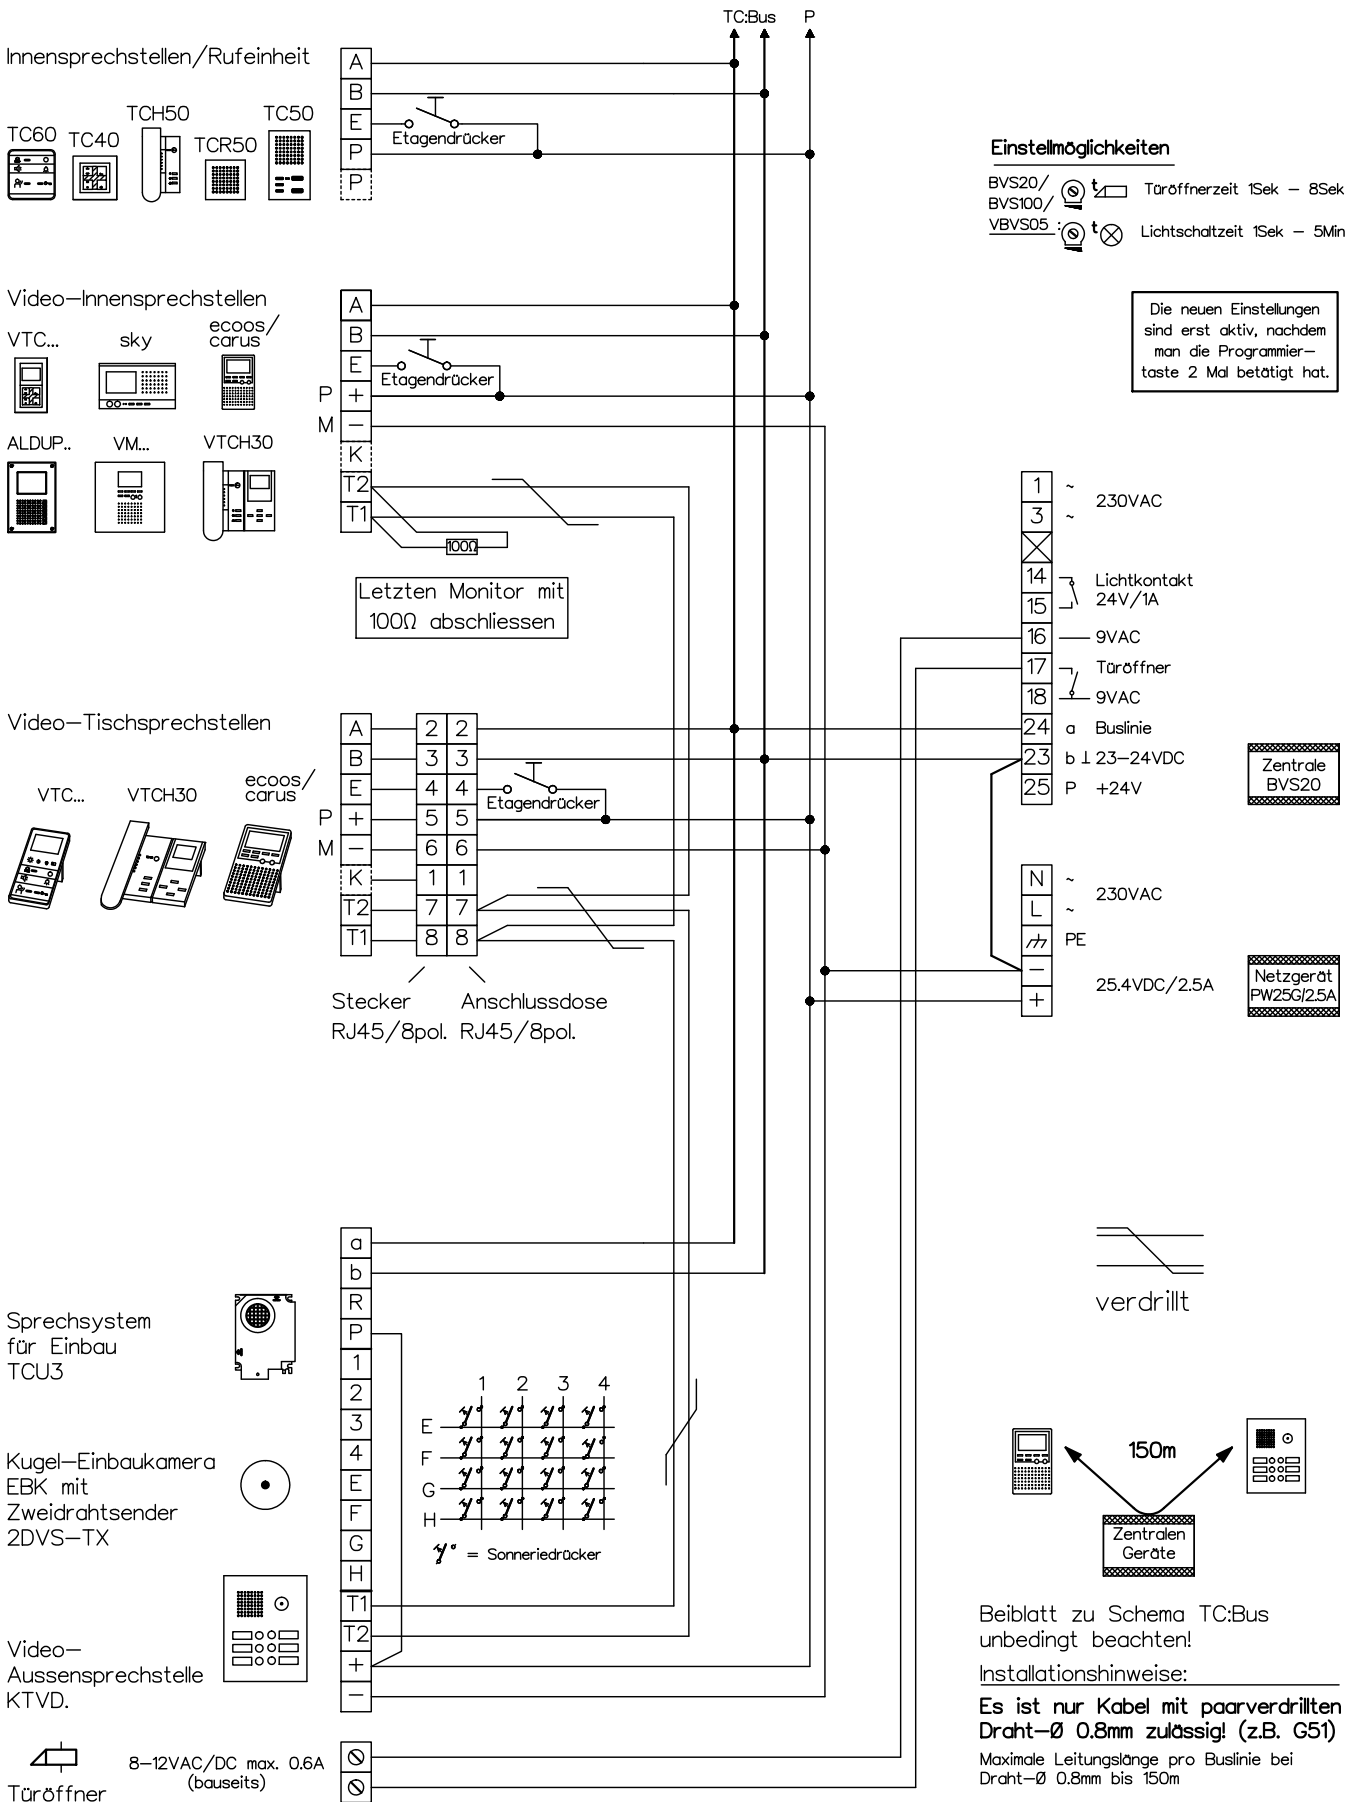 TC:Bus P
Innensprechstellen/Rufeinheit
TC60 TC40 TCH50 TCR50 TC50
A
B
E
P
P
Etagendrücker
Einstellmöglichkeiten
BVS20/
BVS100/
VBVS05 :
t Türöffnerzeit 1Sek – 8Sek
t Lichtschaltzeit 1Sek – 5Min
Die neuen Einstellungen
sind erst aktiv, nachdem
man die Programmier–
taste 2 Mal betätigt hat.
Video–Innensprechstellen
VTC... sky ecoos/
carus
ALDUP.. VM... VTCH30
A
B
E
P +
M –
K
T2
T1
Etagendrücker
100Ω
Letzten Monitor mit
100Ω abschliessen
1 ~
230VAC
3 ~
14 Lichtkontakt
15 24V/1A
16 9VAC
17 Türöffner
18 9VAC
24 a Buslinie
23 b ⊥ 23–24VDC
25 P +24V
Zentrale
BVS20
N ~
230VAC
L ~
PE
–
25.4VDC/2.5A
+
Netzgerät
PW25G/2.5A
Video–Tischsprechstellen
VTC... VTCH30 ecoos/
carus
A 2 2
B 3 3
E 4 4
P + 5 5
M – 6 6
K 1 1
T2 7 7
T1 8 8
Etagendrücker
Stecker
RJ45/8pol.
Anschlussdose
RJ45/8pol.
a
b
R
P
1
2
3
4
E
F
G
H
T1
T2
+
–
Sprechsystem
für Einbau
TCU3
Kugel–Einbaukamera
EBK mit
Zweidrahtsender
2DVS–TX
1 2 3 4
E
F
G
H
= Sonneriedrücker
Video–
Aussensprechstelle
KTVD.
Türöffner
8–12VAC/DC max. 0.6A
(bauseits)
verdrillt
150m
Zentralen
Geräte
Beiblatt zu Schema TC:Bus
unbedingt beachten!
Installationshinweise:
Es ist nur Kabel mit paarverdrillten
Draht–Ø 0.8mm zulässig! (z.B. G51)
Maximale Leitungslänge pro Buslinie bei
Draht–Ø 0.8mm bis 150m